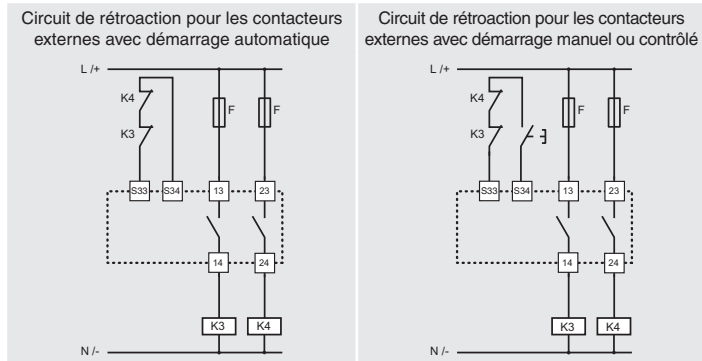 Circuit de rétroaction pour les contacteurs
externes avec démarrage automatique
L /+
K4
F
F
K3
S33
S34
13
23
14
24
K3
K4
N /-
Circuit de rétroaction pour les contacteurs
externes avec démarrage manuel ou contrôlé
L /+
K4
F
F
K3
S33
S34
13
23
14
24
K3
K4
N /-